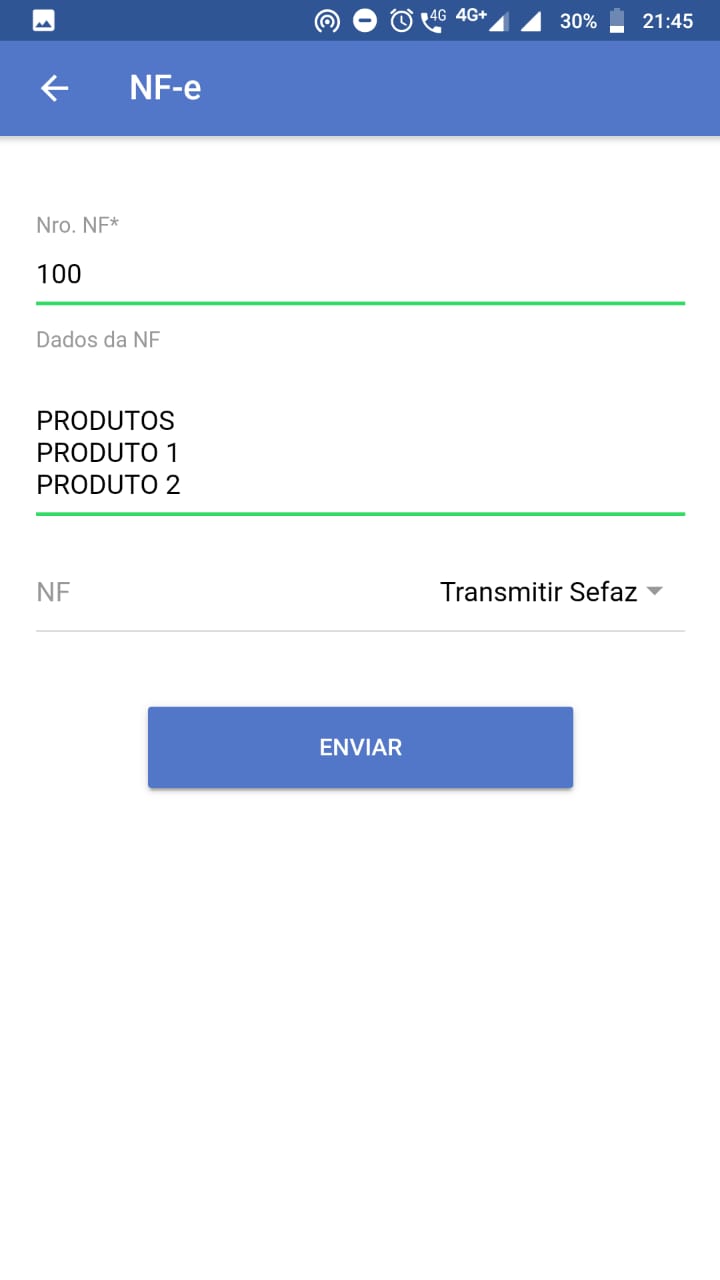 4G 4G+ 30% 21:45
NF-e
Nro. NF*
100
Dados da NF
PRODUTOS
PRODUTO 1
PRODUTO 2
NF Transmitir Sefaz
ENVIAR